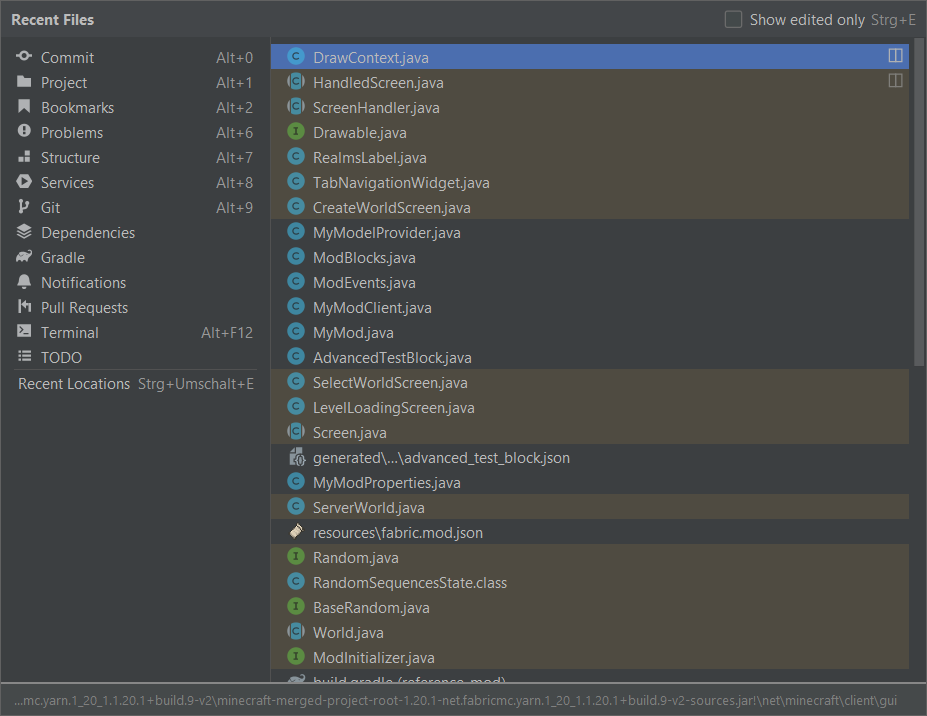 Recent Files
Show edited only Strg+E
Commit Alt+0
Project Alt+1
Bookmarks Alt+2
Problems Alt+6
Structure Alt+7
Services Alt+8
Git Alt+9
Dependencies
Gradle
Notifications
Pull Requests
Terminal Alt+F12
TODO
Recent Locations Strg+Umschalt+E
C DrawContext.java
C HandledScreen.java
C ScreenHandler.java
I Drawable.java
C RealmsLabel.java
C TabNavigationWidget.java
C CreateWorldScreen.java
C MyModelProvider.java
C ModBlocks.java
C ModEvents.java
C MyModClient.java
C MyMod.java
C AdvancedTestBlock.java
C SelectWorldScreen.java
C LevelLoadingScreen.java
C Screen.java
generated\...\advanced_test_block.json
C MyModProperties.java
C ServerWorld.java
resources\fabric.mod.json
I Random.java
C RandomSequencesState.class
I BaseRandom.java
C World.java
I ModInitializer.java
build.gradle (reference_mod)
...mc.yarn.1_20_1.1.20.1+build.9-v2\minecraft-merged-project-root-1.20.1-net.fabricmc.yarn.1_20_1.1.20.1+build.9-v2-sources.jar!\net\minecraft\client\gui